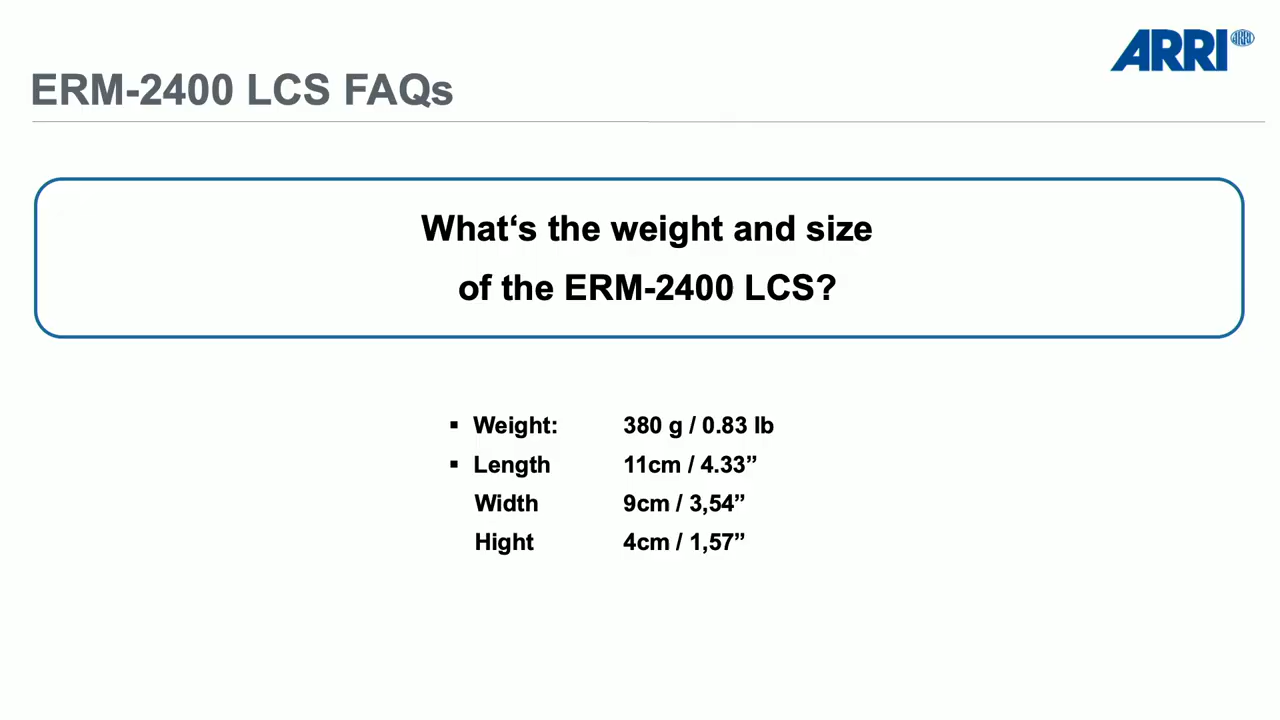 ARRI ARRI
ERM-2400 LCS FAQs
What‘s the weight and size
of the ERM-2400 LCS?
▪ Weight: 380 g / 0.83 lb
▪ Length 11cm / 4.33”
Width 9cm / 3,54”
Hight 4cm / 1,57”